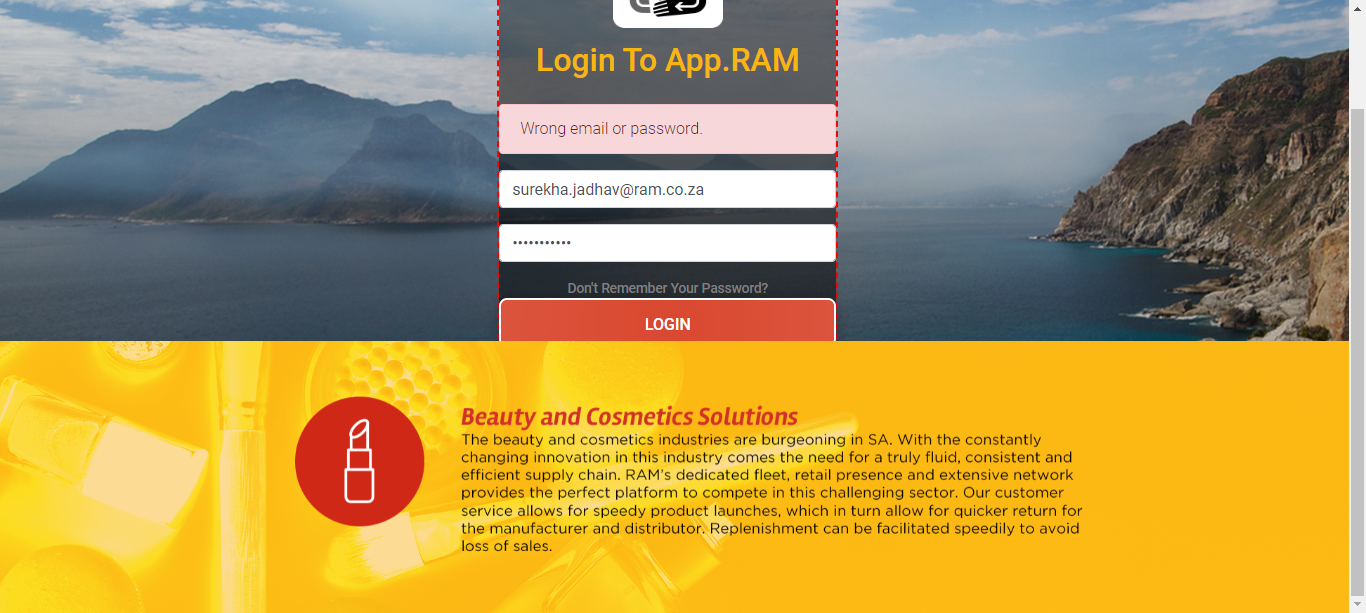 Login To App.RAM
Wrong email or password.
surekha.jadhav@ram.co.za
•••••••••••
Don't Remember Your Password?
LOGIN
Beauty and Cosmetics Solutions
The beauty and cosmetics industries are burgeoning in SA. With the constantly
changing innovation in this industry comes the need for a truly fluid, consistent and
efficient supply chain. RAM's dedicated fleet, retail presence and extensive network
provides the perfect platform to compete in this challenging sector. Our customer
service allows for speedy product launches, which in turn allow for quicker return for
the manufacturer and distributor. Replenishment can be facilitated speedily to avoid
loss of sales.